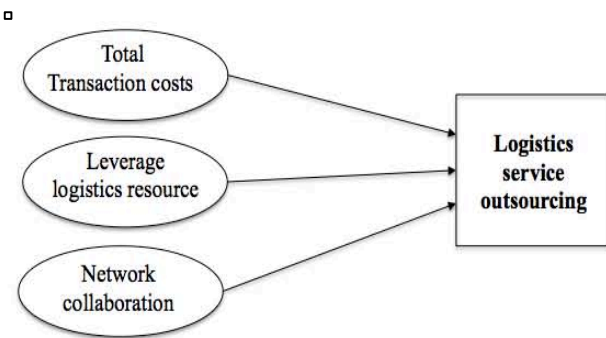 Total
Transaction costs
Leverage
logistics resource
Network
collaboration
Logistics
service
outsourcing